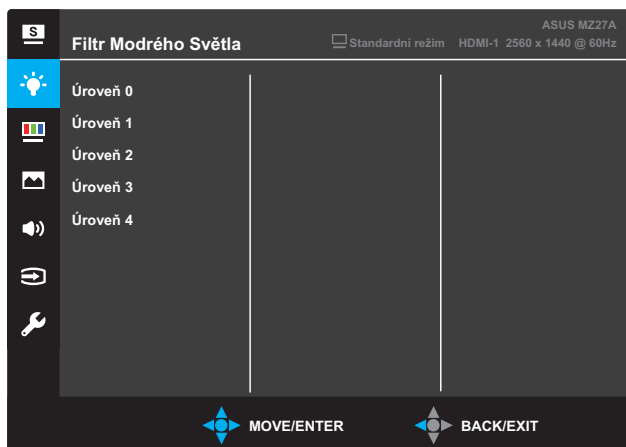 S
ASUS MZ27A
Filtr Modrého Světla
Standardní režim HDMI-1 2560 x 1440 @ 60Hz
Úroveň 0
Úroveň 1
Úroveň 2
Úroveň 3
Úroveň 4
MOVE/ENTER BACK/EXIT